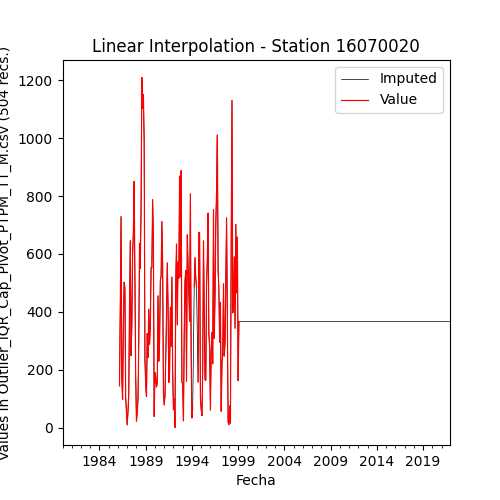 Linear Interpolation - Station 16070020
Values in Outlier_IQR_Cap_Pivot_PTPM_TT_M.csv (504 recs.)
1200
1000
800
600
400
200
0
Imputed
Value
1984 1989 1994 1999 2004 2009 2014 2019
Fecha